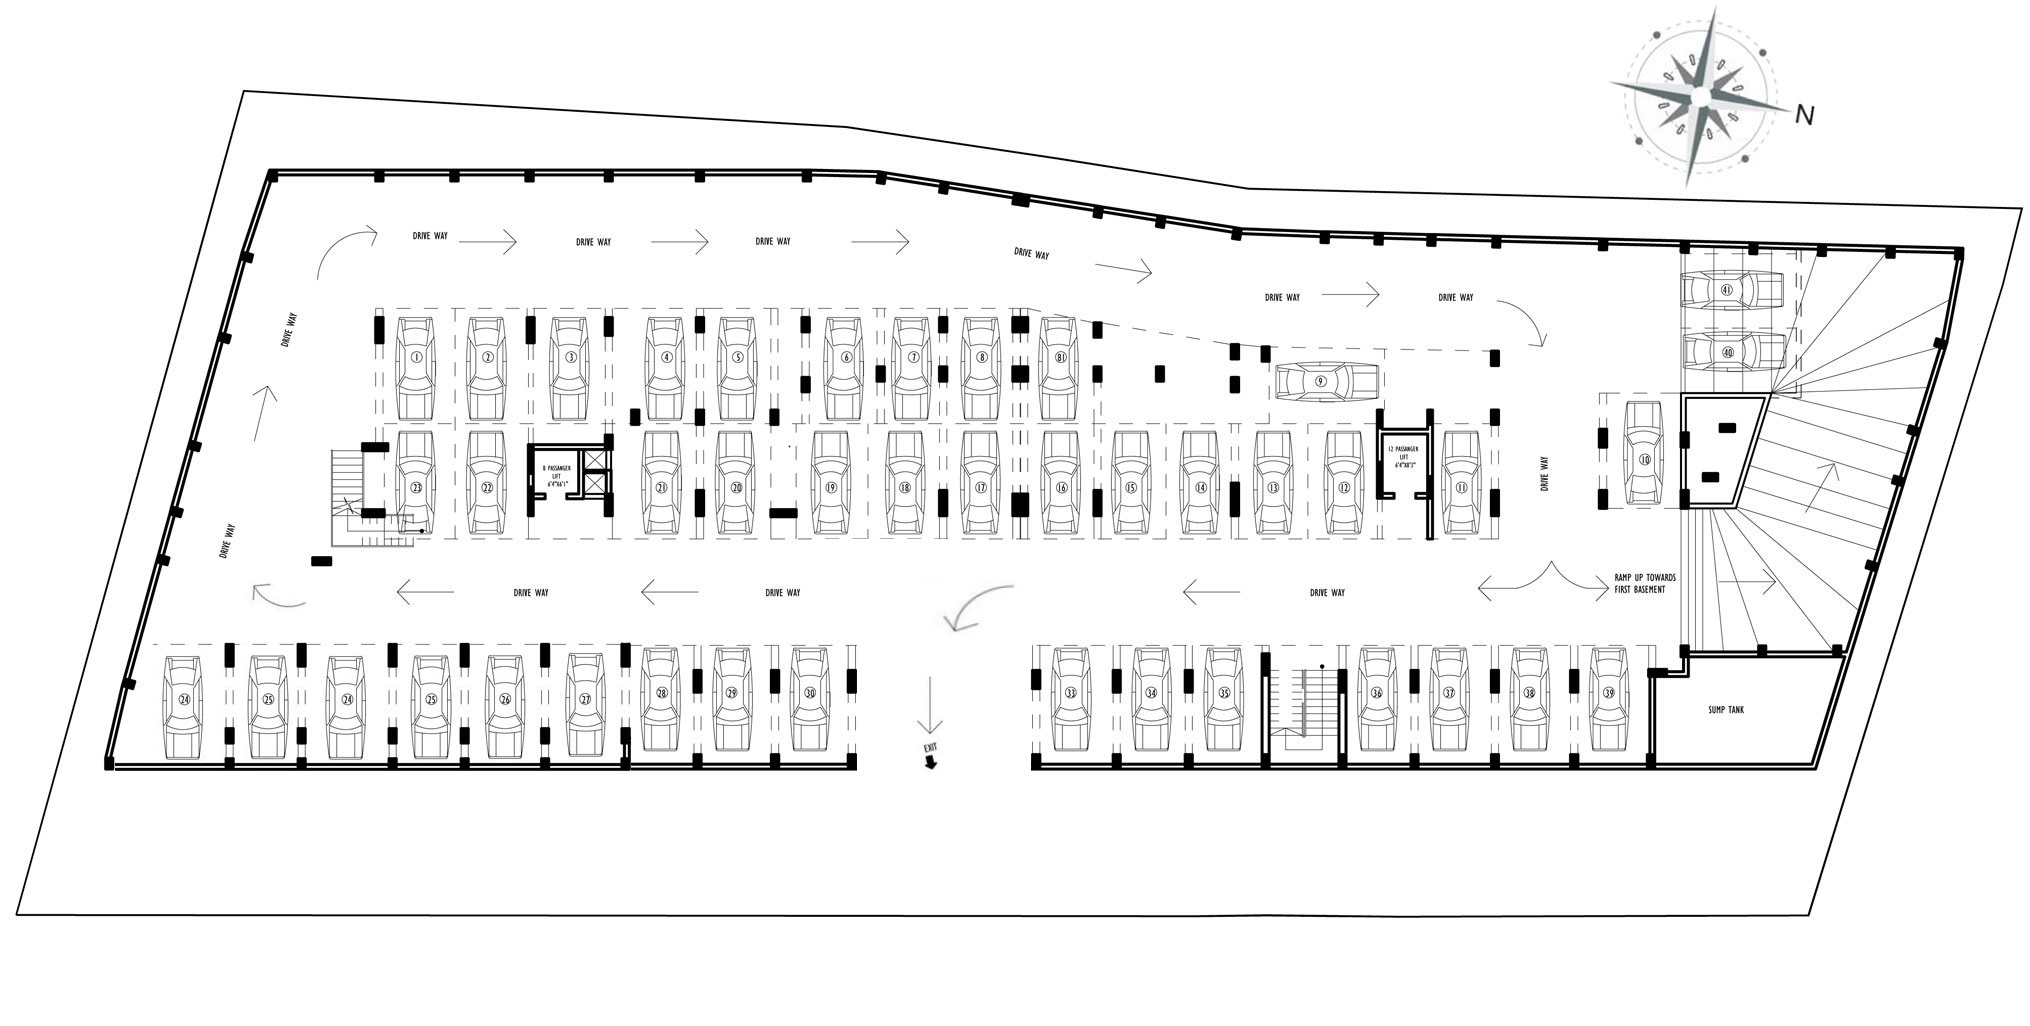 N
DRIVE WAY
DRIVE WAY
DRIVE WAY
DRIVE WAY
DRIVE WAY
DRIVE WAY
DRIVE WAY
41
40
1
2
3
4
5
6
7
8
81
9
10
23
22
8 PASSANGER
LIFT
6'4"X6'1"
21
20
19
18
17
16
15
14
13
12
12 PASSANGER
LIFT
6'4"X8'3"
11
DRIVE WAY
DRIVE WAY
DRIVE WAY
DRIVE WAY
DRIVE WAY
RAMP UP TOWARDS
FIRST BASEMENT
24
25
24
25
26
27
28
29
30
EXIT
33
34
35
36
37
38
39
SUMP TANK